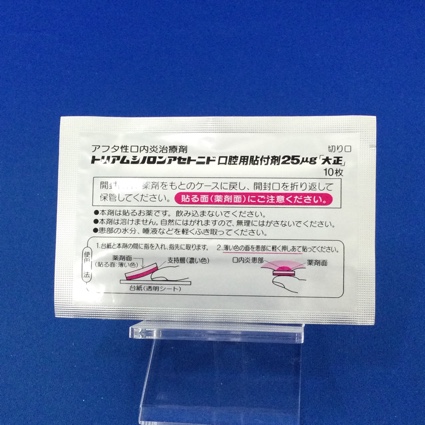 アフタ性口内炎治療剤
切り口
トリアムシノロンアセトニド口腔用貼付剤25μg「大正」
10枚
開封 薬剤をもとのケースに戻し、開封口を折り返して
保管してください。 貼る面(薬剤面)にご注意ください。
●本剤は貼るお薬です。飲み込まないでください。
●本剤は溶けません。自然にはがれますので、無理にはがさないでください。
●患部の水分、唾液などを軽くふき取ってください。
使用法
1.台紙と本剤の間に指を入れ、指先に取ります。
2.薄い色の面を患部に軽く押しあて貼ってください。
薬剤面
(貼る面:薄い色)
支持層(濃い色)
台紙(透明シート)
口内炎患部
薬剤面